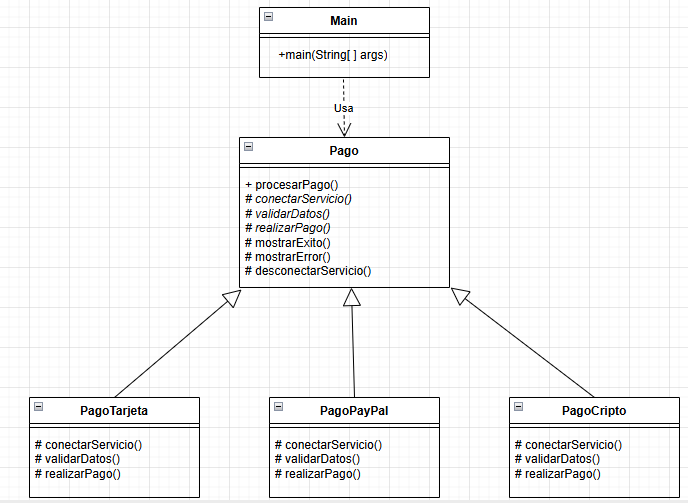 Main
+main(String[ ] args)
Usa
Pago
+ procesarPago()
# conectarServicio()
# validarDatos()
# realizarPago()
# mostrarExito()
# mostrarError()
# desconectarServicio()
PagoTarjeta
# conectarServicio()
# validarDatos()
# realizarPago()
PagoPayPal
# conectarServicio()
# validarDatos()
# realizarPago()
PagoCripto
# conectarServicio()
# validarDatos()
# realizarPago()